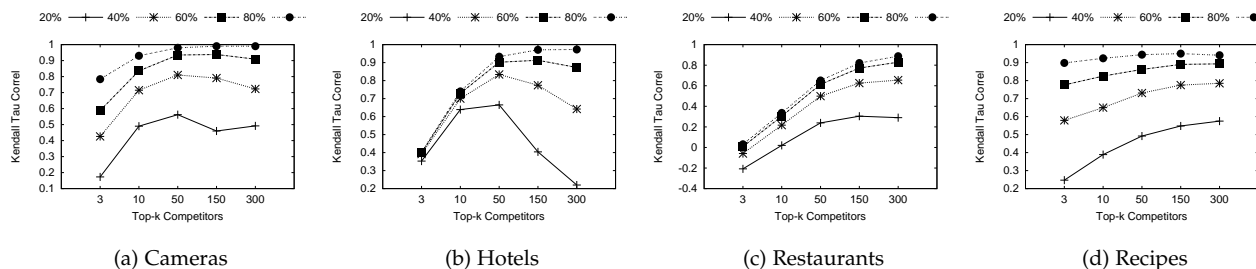 20% 40% 60% 80%
1
0.9
0.8
0.7
0.6
0.5
0.4
0.3
0.2
0.1
3 10 50 150 300
Kendall Tau Correl
Top-k Competitors
(a) Cameras
20% 40% 60% 80%
1
0.9
0.8
0.7
0.6
0.5
0.4
0.3
0.2
3 10 50 150 300
Kendall Tau Correl
Top-k Competitors
(b) Hotels
20% 40% 60% 80%
1
0.8
0.6
0.4
0.2
0
-0.2
-0.4
3 10 50 150 300
Kendall Tau Correl
Top-k Competitors
(c) Restaurants
20% 40% 60% 80%
1
0.9
0.8
0.7
0.6
0.5
0.4
0.3
0.2
3 10 50 150 300
Kendall Tau Correl
Top-k Competitors
(d) Recipes